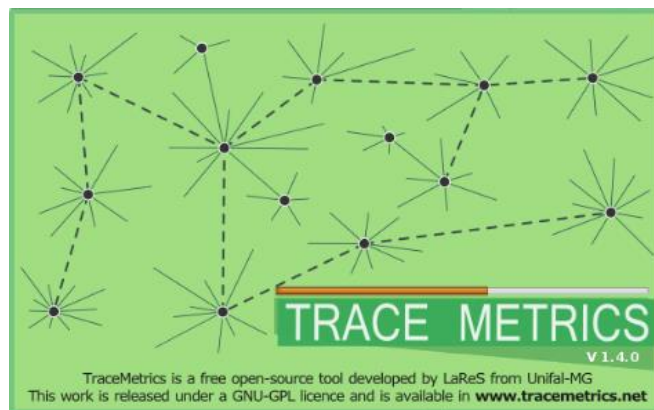 TRACE METRICS
V 1.4.0
TraceMetrics is a free open-source tool developed by LaReS from Unifal-MG
This work is released under a GNU-GPL licence and is available in www.tracemetrics.net